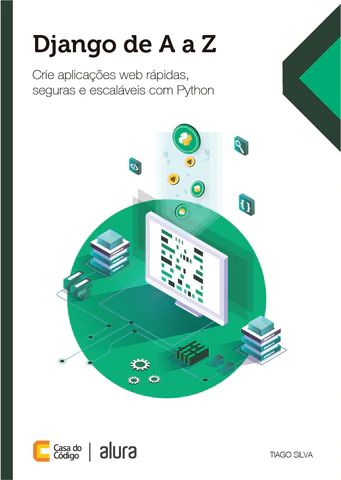 Django de A a Z
Crie aplicações web rápidas,
seguras e escaláveis com Python
Casa do
Código
alura
TIAGO SILVA